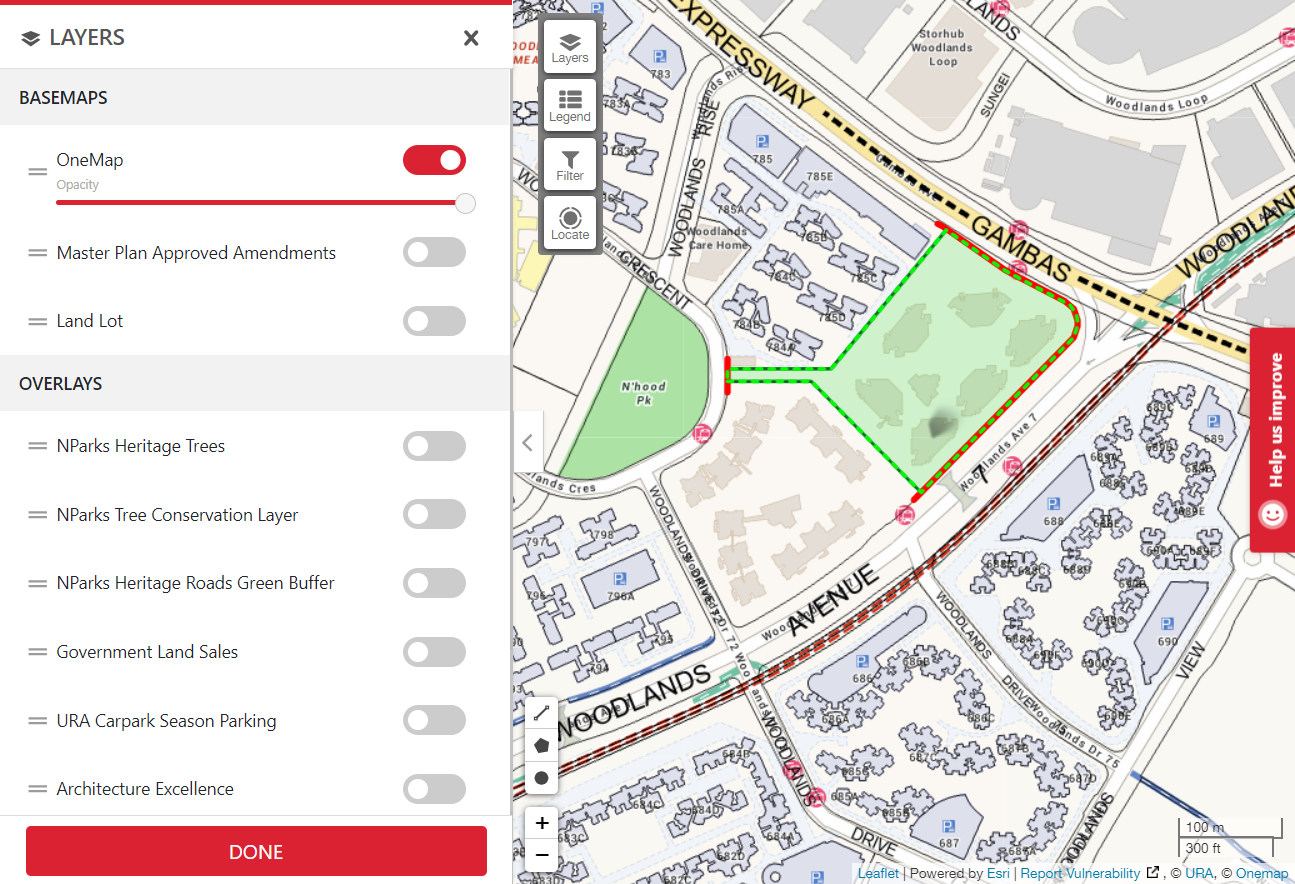 LAYERS
BASEMAPS
OneMap
Opacity
Master Plan Approved Amendments
Land Lot
OVERLAYS
NParks Heritage Trees
NParks Tree Conservation Layer
NParks Heritage Roads Green Buffer
Government Land Sales
URA Carpark Season Parking
Architecture Excellence
DONE
Layers
Legend
Filter
Locate
EXPRESSWAY
Storhub
Woodlands
Loop
SUNGEI
Woodlands Loop
783
783A
783B
RISE
WOODLANDS
785
785E
785A
785B
785C
785D
Woodlands
Care Home
CRESCENT
784B
784A
Gambas Ave
GAMBAS
N'hood
Pk
Woodlands Ave 7
7
AVENUE
WOODLANDS
797
798
796
796A
795
794
WOODLANDS
DRIVE
72
689C
689
689A
689B
689D
689E
688
688E
690A
689F
688D
688C
690B
690C
688A
690
690F
690D
690E
WOODLANDS
DRIVE
75
Woodlands Dr 75
VIEW
686
686B
686A
686C
687C
687B
687D
685C
685A
685B
687
687A
684B
684C
684D
683C
682D
682C
683D
WOODLANDS
DRIVE
WOODLANDS
Help us improve
+
−
100 m
300 ft
Leaflet | Powered by Esri | Report Vulnerability , © URA, © Onemap